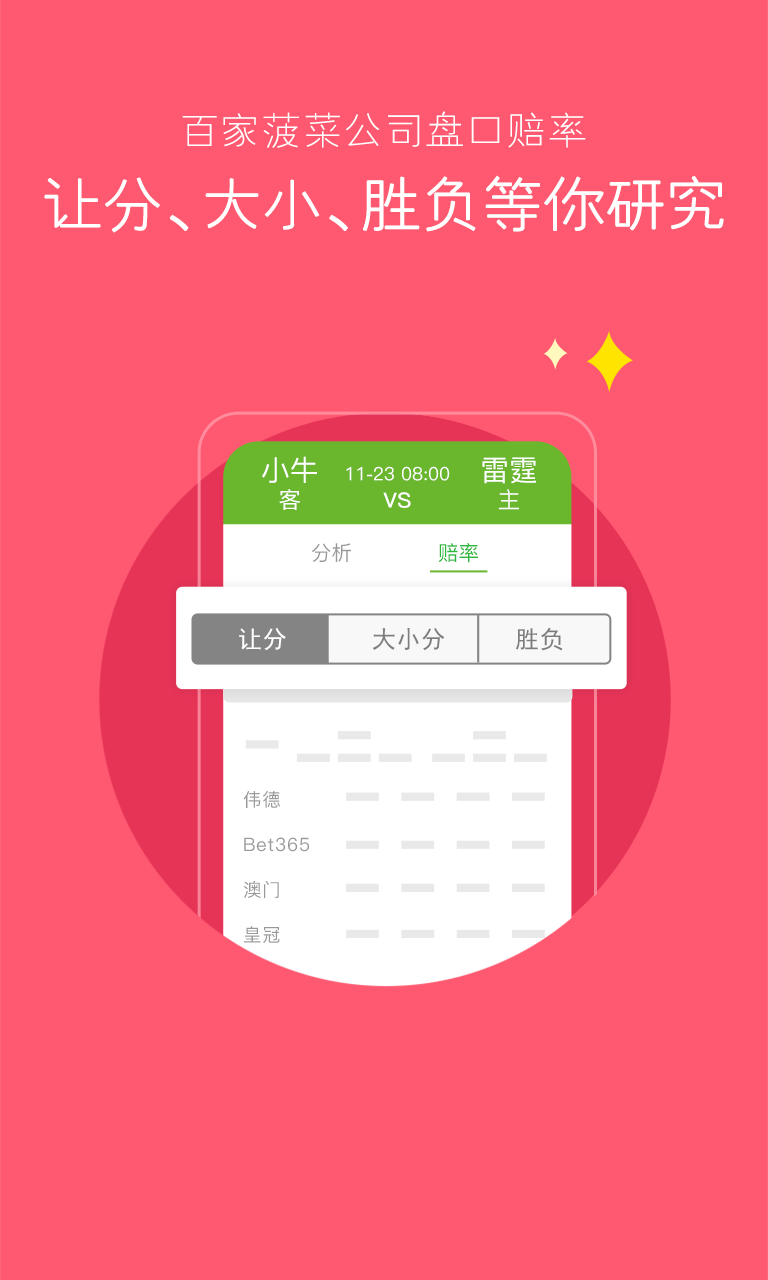 百家菠菜公司盘口赔率
让分、大小、胜负等你研究
小牛 11-23 08:00 雷霆
客 VS 主
分析 赔率
让分 大小分 胜负
伟德
Bet365
澳门
皇冠